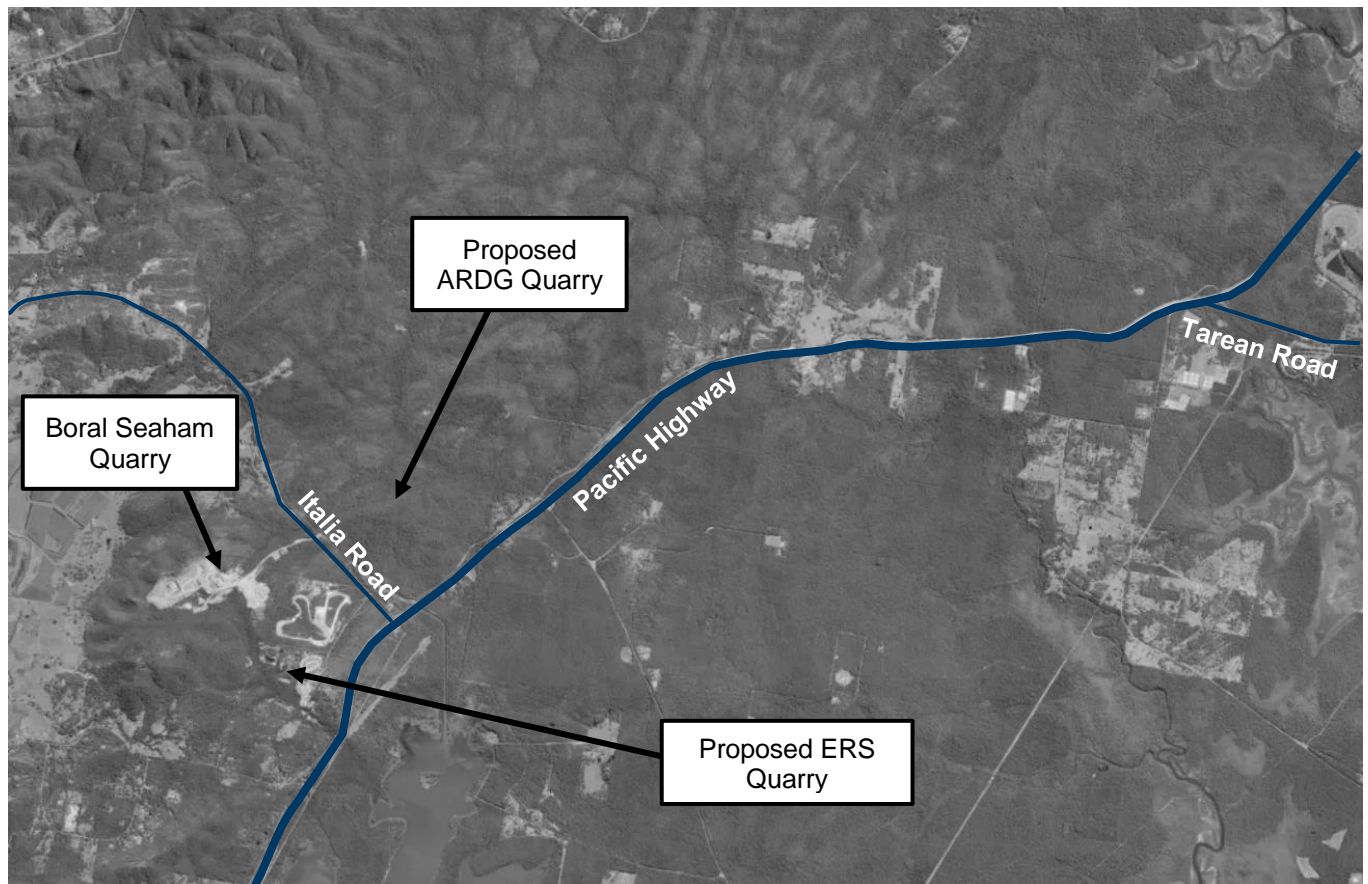 Proposed
ARDG Quarry
Boral Seaham
Quarry
Italia Road
Pacific Highway
Tarean Road
Proposed ERS
Quarry